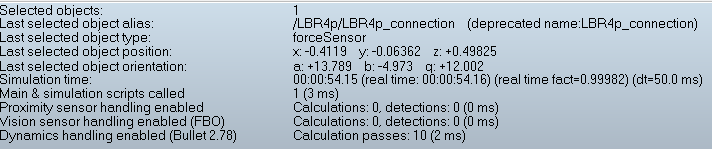 Selected objects: 1
Last selected object alias: /LBR4p/LBR4p_connection (deprecated name:LBR4p_connection)
Last selected object type: forceSensor
Last selected object position: x: -0.4119 y: -0.06362 z: +0.49825
Last selected object orientation: a: +13.789 b: -4.973 g: +12.002
Simulation time: 00:00:54.15 (real time: 00:00:54.16) (real time fact=0.99982) (dt=50.0 ms)
Main & simulation scripts called 1 (3 ms)
Proximity sensor handling enabled Calculations: 0, detections: 0 (0 ms)
Vision sensor handling enabled (FBO) Calculations: 0, detections: 0 (0 ms)
Dynamics handling enabled (Bullet 2.78) Calculation passes: 10 (2 ms)